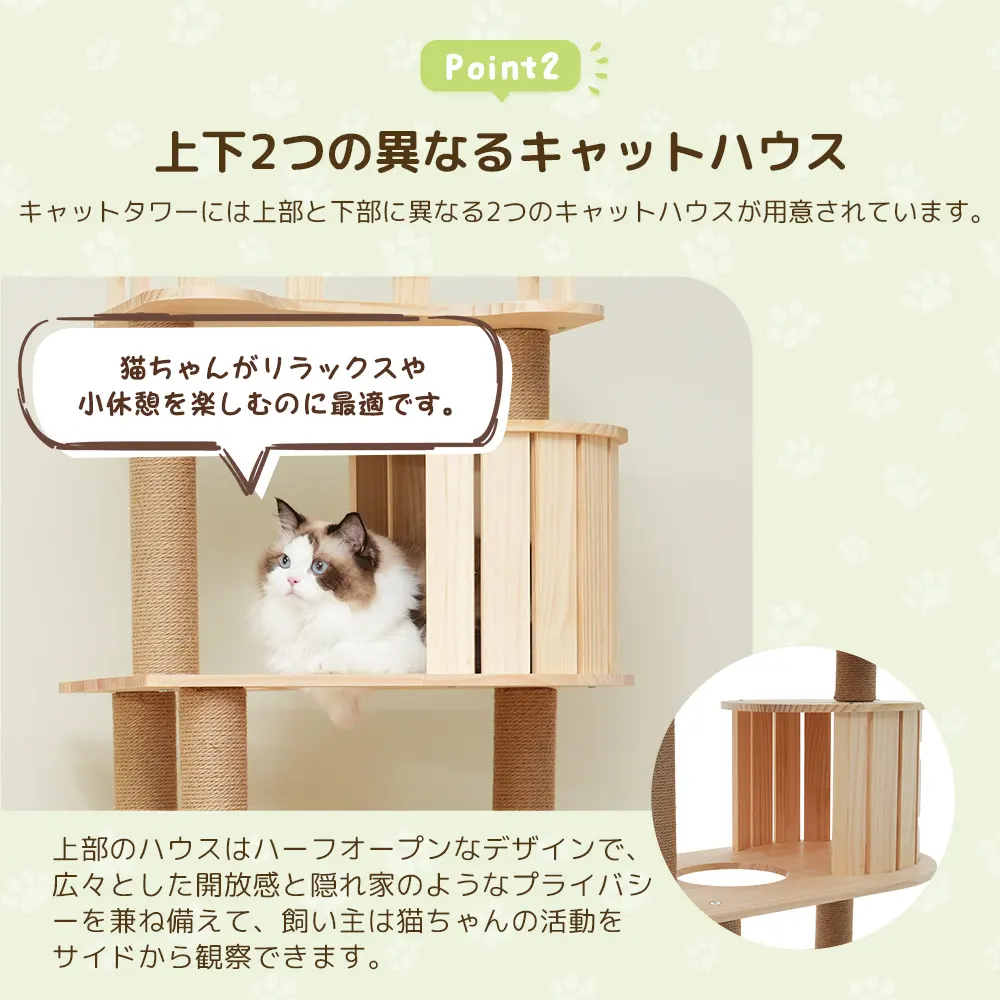 Point2
上下2つの異なるキャットハウス
キャットタワーには上部と下部に異なる2つのキャットハウスが用意されています。
猫ちゃんがリラックスや
小休憩を楽しむのに最適です。
上部のハウスはハーフオープンなデザインで、
広々とした開放感と隠れ家のようなプライバシ
ーを兼ね備えて、飼い主は猫ちゃんの活動を
サイドから観察できます。